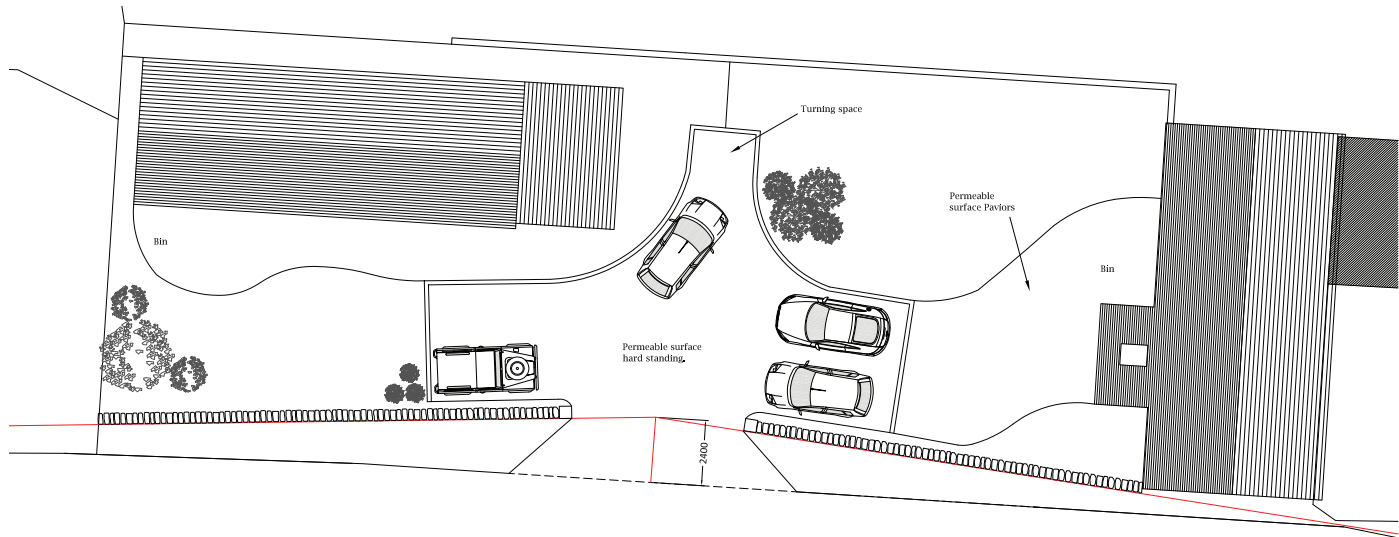 Turning space
Permeable
surface Paviors
Bin
Bin
Permeable surface
hard standing.
2400